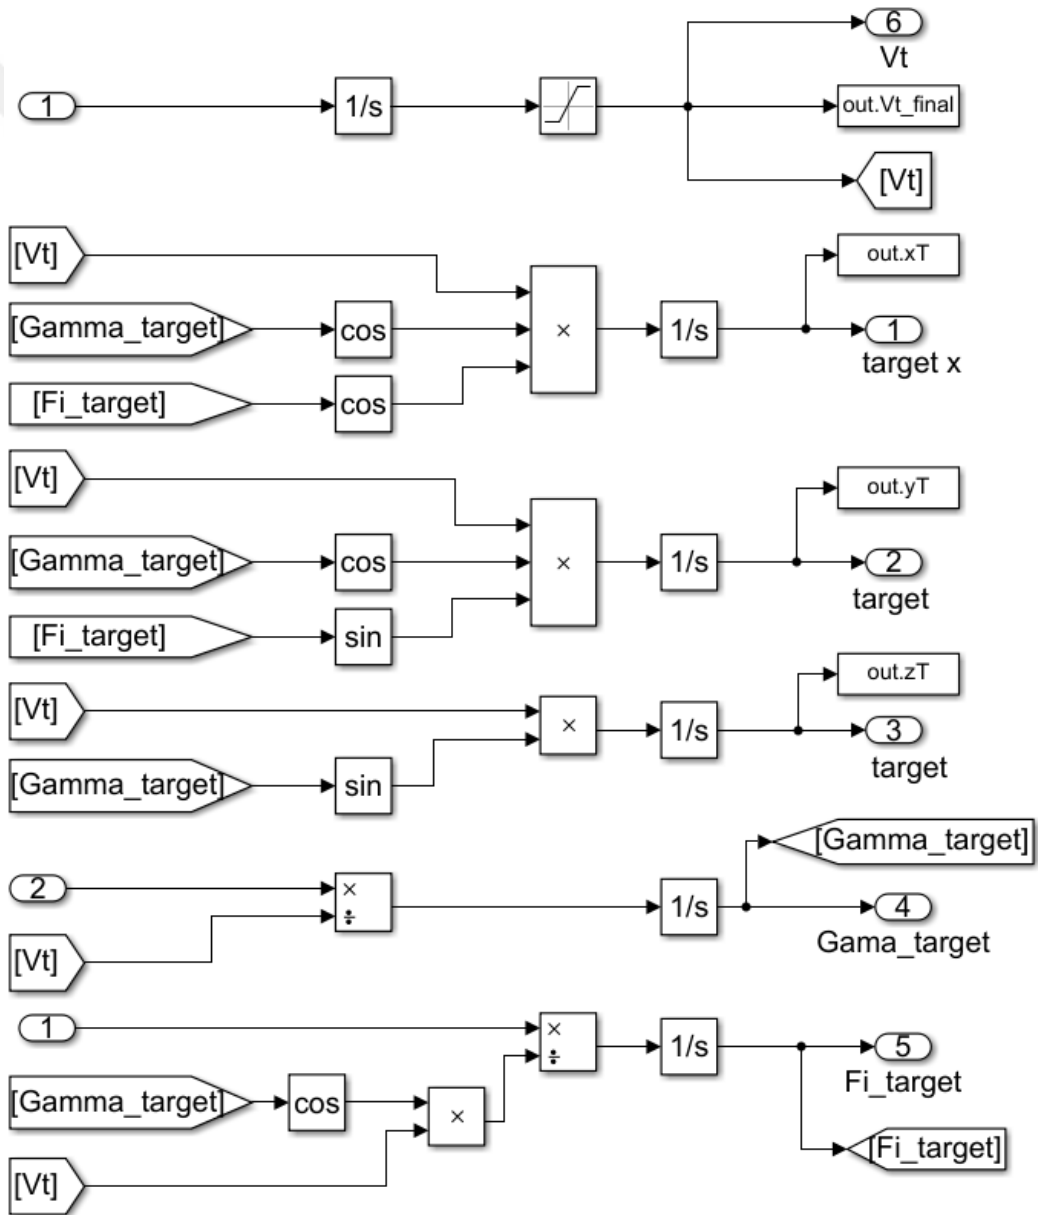 6
Vt
1
1/s
out.Vt_final
[Vt]
[Vt]
out.xT
[Gamma_target]
cos
×
1/s
1
target x
[Fi_target]
cos
[Vt]
out.yT
[Gamma_target]
cos
×
1/s
2
target
[Fi_target]
sin
out.zT
[Vt]
×
1/s
3
target
[Gamma_target]
sin
[Gamma_target]
2
×
÷
1/s
4
Gama_target
[Vt]
1
×
÷
1/s
5
Fi_target
[Gamma_target]
cos
×
[Fi_target]
[Vt]